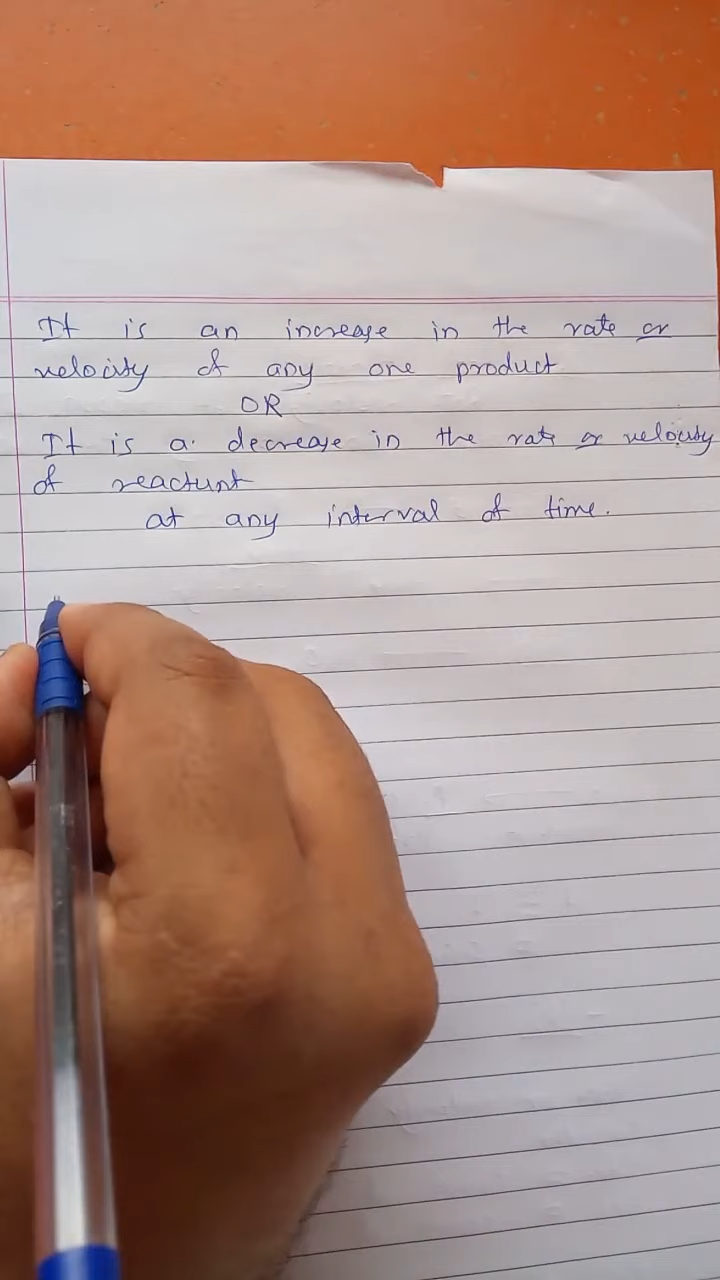 It is an increase in the rate or
velocity of any one product
OR
It is a decrease in the rate or velocity
of reactunt
at any interval of time.